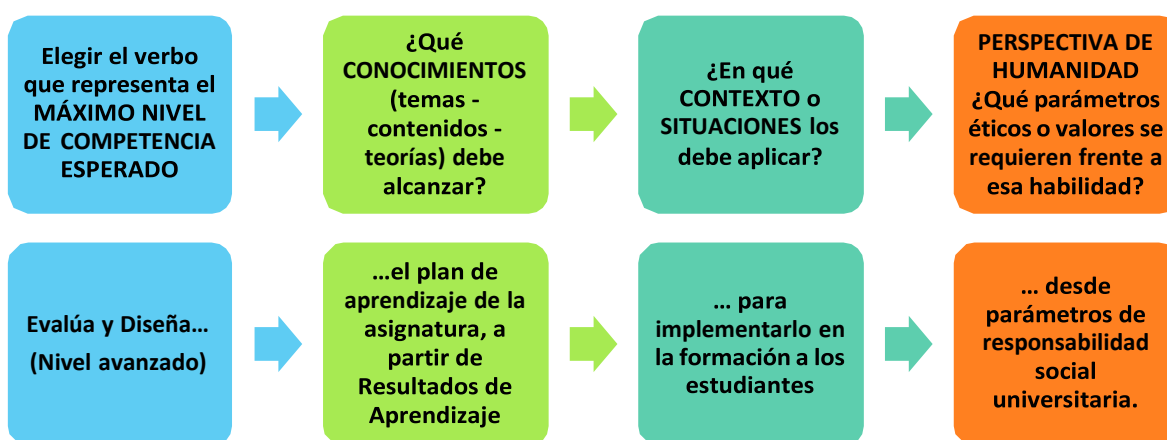 Elegir el verbo
que representa el
MÁXIMO NIVEL
DE COMPETENCIA
ESPERADO
¿Qué
CONOCIMIENTOS
(temas -
contenidos -
teorías) debe
alcanzar?
¿En qué
CONTEXTO o
SITUACIONES los
debe aplicar?
PERSPECTIVA DE
HUMANIDAD
¿Qué parámetros
éticos o valores se
requieren frente a
esa habilidad?
Evalúa y Diseña...
(Nivel avanzado)
...el plan de
aprendizaje de la
asignatura, a
partir de
Resultados de
Aprendizaje
... para
implementarlo en
la formación a los
estudiantes
... desde
parámetros de
responsabilidad
social
universitaria.